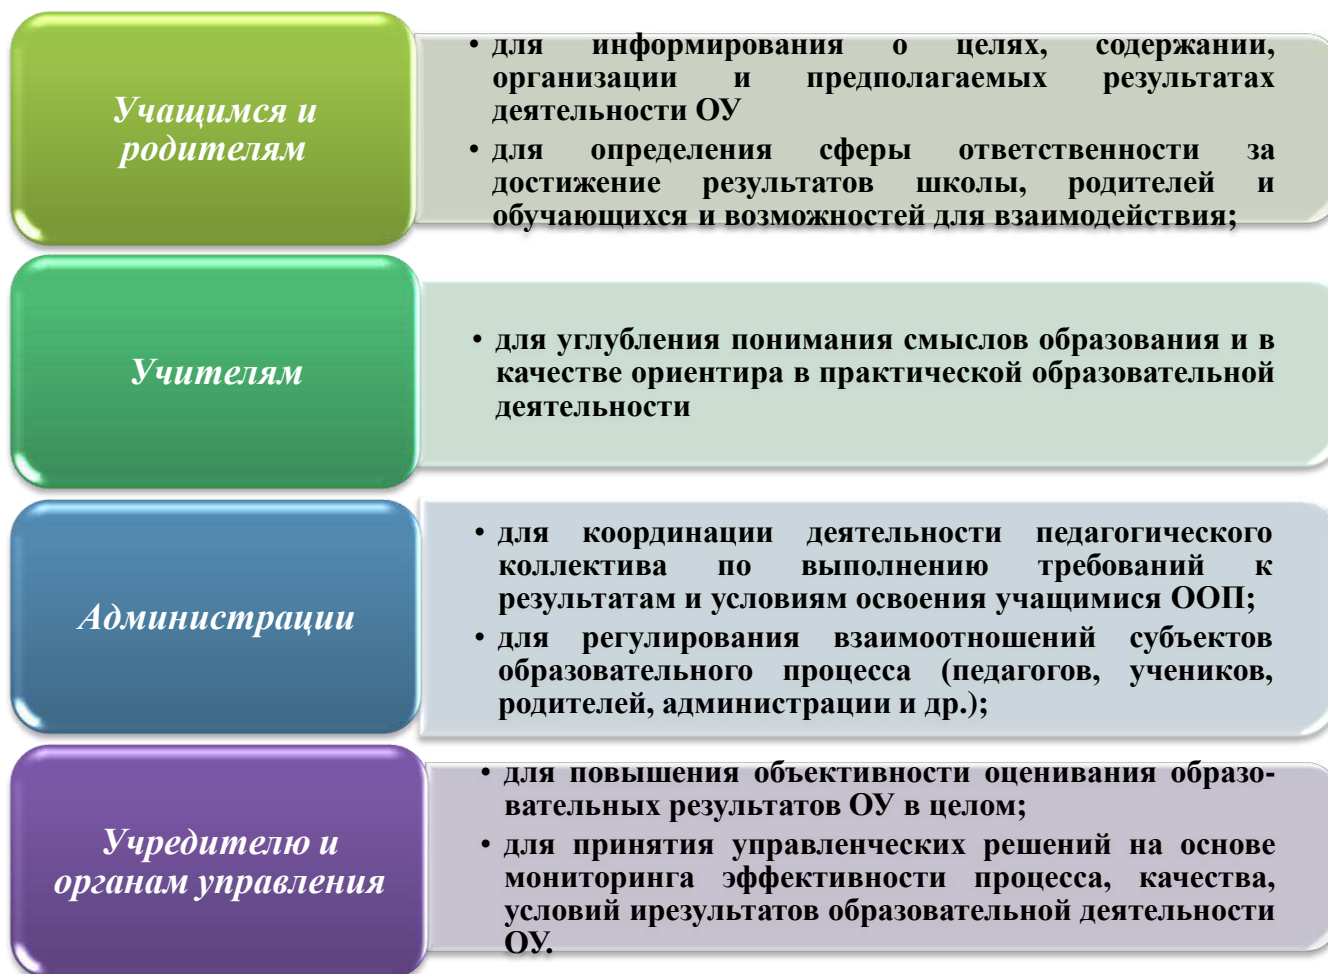 Учащимся и
родителям
• для информирования о целях, содержании,
организации и предполагаемых результатах
деятельности ОУ
• для определения сферы ответственности за
достижение результатов школы, родителей и
обучающихся и возможностей для взаимодействия;
Учителям
• для углубления понимания смыслов образования и в
качестве ориентира в практической образовательной
деятельности
Администрации
• для координации деятельности педагогического
коллектива по выполнению требований к
результатам и условиям освоения учащимися ООП;
• для регулирования взаимоотношений субъектов
образовательного процесса (педагогов, учеников,
родителей, администрации и др.);
Учредителю и
органам управления
• для повышения объективности оценивания образо-
вательных результатов ОУ в целом;
• для принятия управленческих решений на основе
мониторинга эффективности процесса, качества,
условий ирезультатов образовательной деятельности
ОУ.